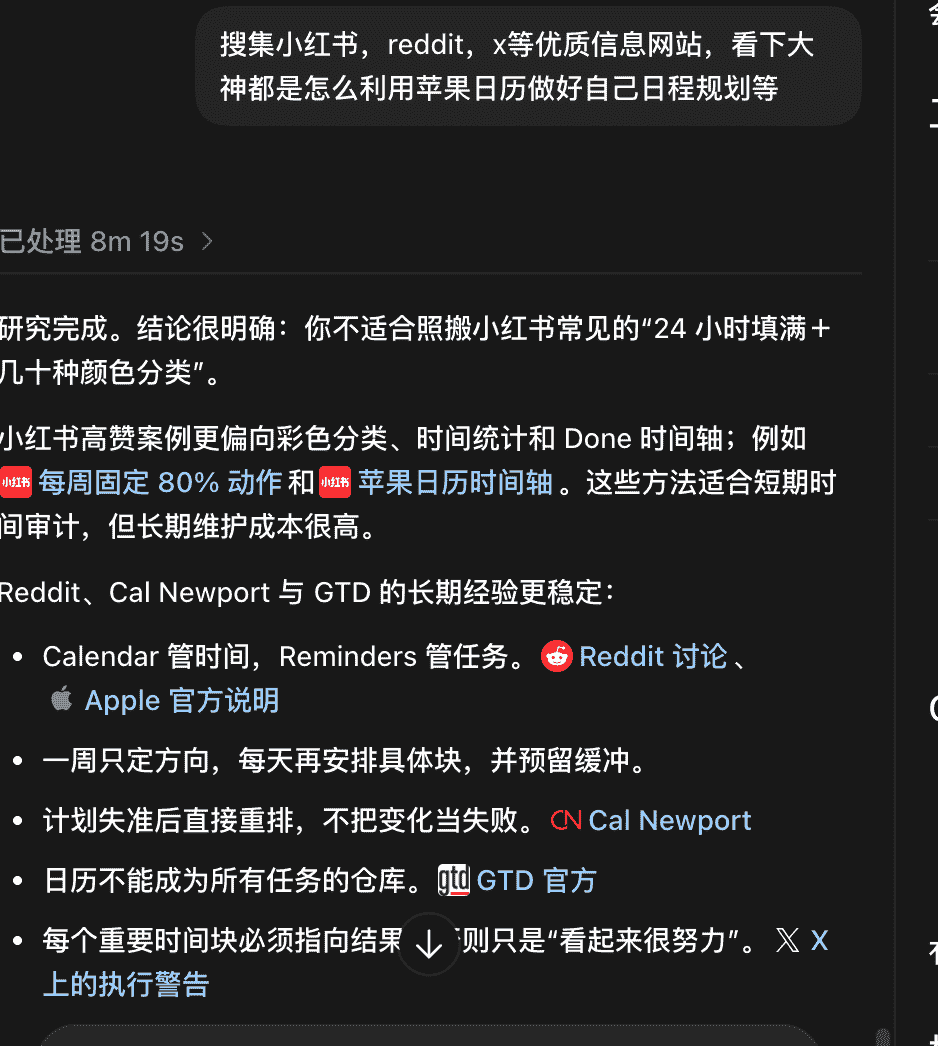 搜集小红书，reddit，x等优质信息网站，看下大
神都是怎么利用苹果日历做好自己日程规划等
已处理 8m 19s
研究完成。结论很明确：你不适合照搬小红书常见的“24 小时填满＋
几十种颜色分类”。
小红书高赞案例更偏向彩色分类、时间统计和 Done 时间轴；例如
小红书 每周固定 80% 动作 和 小红书 苹果日历时间轴 。这些方法适合短期时
间审计，但长期维护成本很高。
Reddit、Cal Newport 与 GTD 的长期经验更稳定：
• Calendar 管时间，Reminders 管任务。 Reddit 讨论 、
Apple 官方说明
• 一周只定方向，每天再安排具体块，并预留缓冲。
• 计划失准后直接重排，不把变化当失败。 CN Cal Newport
• 日历不能成为所有任务的仓库。 gtd GTD 官方
• 每个重要时间块必须指向结果 则只是“看起来很努力”。 X X
上的执行警告